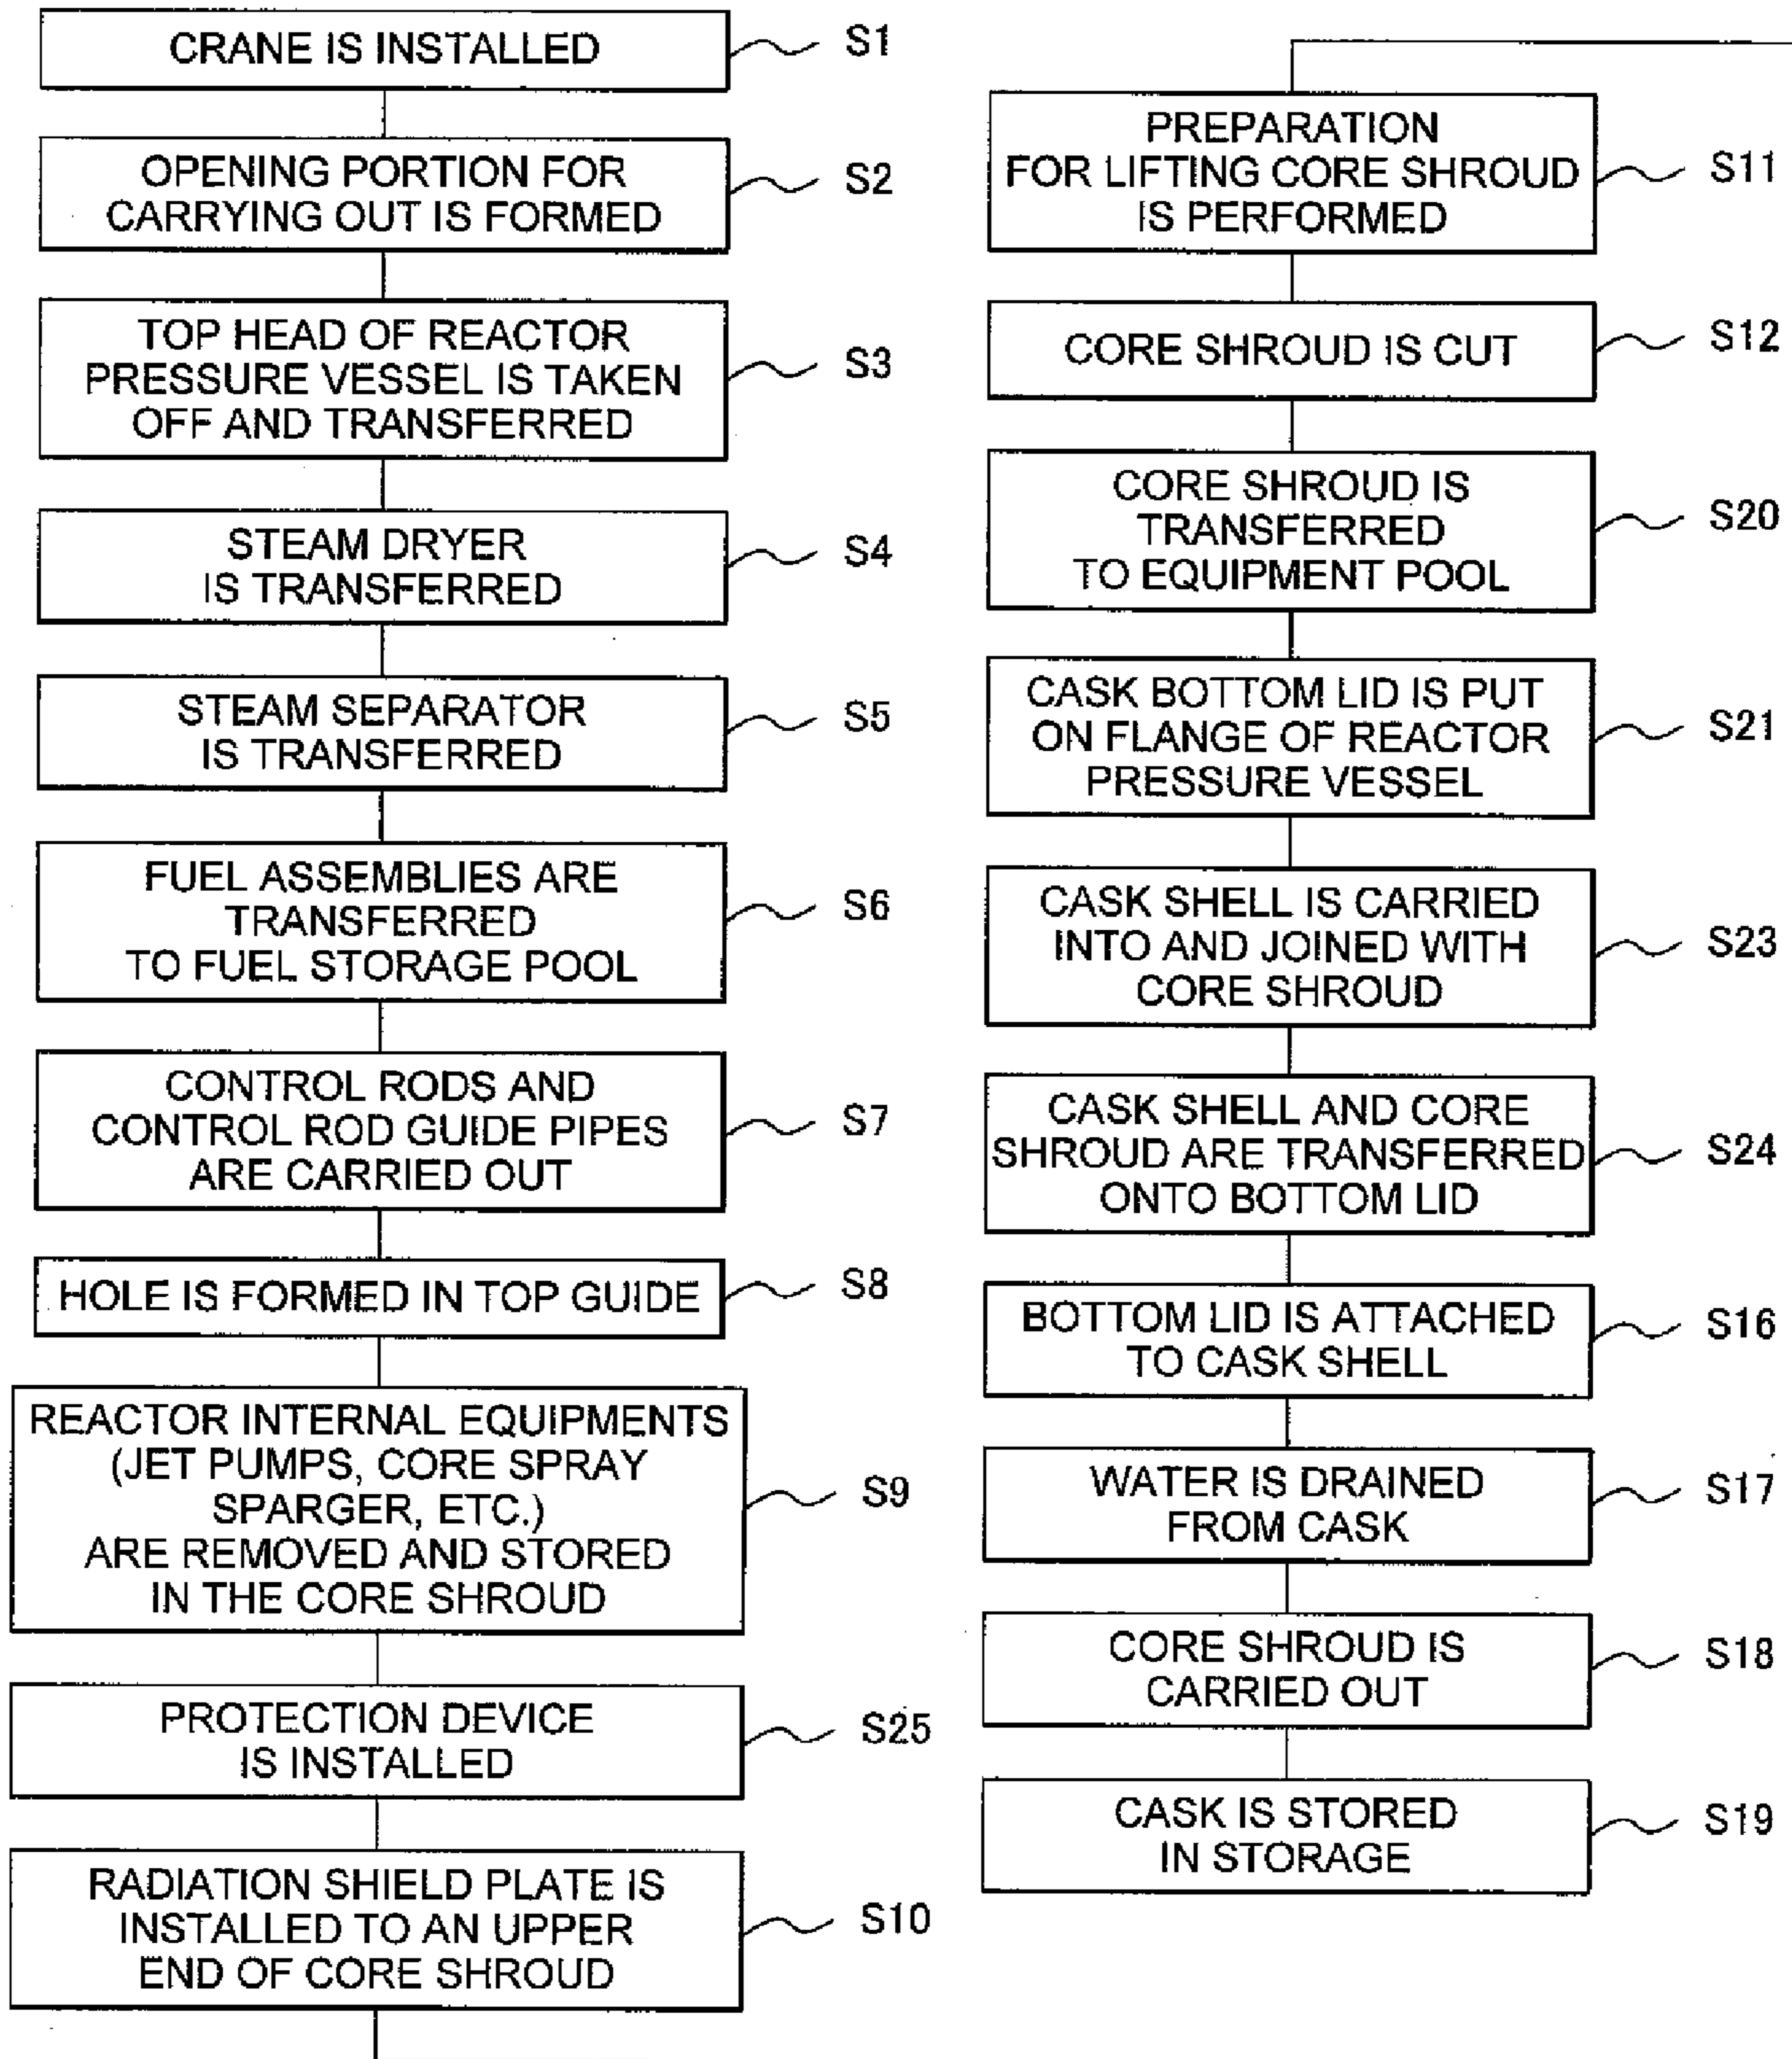 CRANE IS INSTALLED
S1
OPENING PORTION FOR
CARRYING OUT IS FORMED
S2
TOP HEAD OF REACTOR
PRESSURE VESSEL IS TAKEN
OFF AND TRANSFERRED
S3
STEAM DRYER
IS TRANSFERRED
S4
STEAM SEPARATOR
IS TRANSFERRED
S5
FUEL ASSEMBLIES ARE
TRANSFERRED
TO FUEL STORAGE POOL
S6
CONTROL RODS AND
CONTROL ROD GUIDE PIPES
ARE CARRIED OUT
S7
HOLE IS FORMED IN TOP GUIDE
S8
REACTOR INTERNAL EQUIPMENTS
(JET PUMPS, CORE SPRAY
SPARGER, ETC.)
ARE REMOVED AND STORED
IN THE CORE SHROUD
S9
PROTECTION DEVICE
IS INSTALLED
S25
RADIATION SHIELD PLATE IS
INSTALLED TO AN UPPER
END OF CORE SHROUD
S10
PREPARATION
FOR LIFTING CORE SHROUD
IS PERFORMED
S11
CORE SHROUD IS CUT
S12
CORE SHROUD IS
TRANSFERRED
TO EQUIPMENT POOL
S20
CASK BOTTOM LID IS PUT
ON FLANGE OF REACTOR
PRESSURE VESSEL
S21
CASK SHELL IS CARRIED
INTO AND JOINED WITH
CORE SHROUD
S23
CASK SHELL AND CORE
SHROUD ARE TRANSFERRED
ONTO BOTTOM LID
S24
BOTTOM LID IS ATTACHED
TO CASK SHELL
S16
WATER IS DRAINED
FROM CASK
S17
CORE SHROUD IS
CARRIED OUT
S18
CASK IS STORED
IN STORAGE
S19